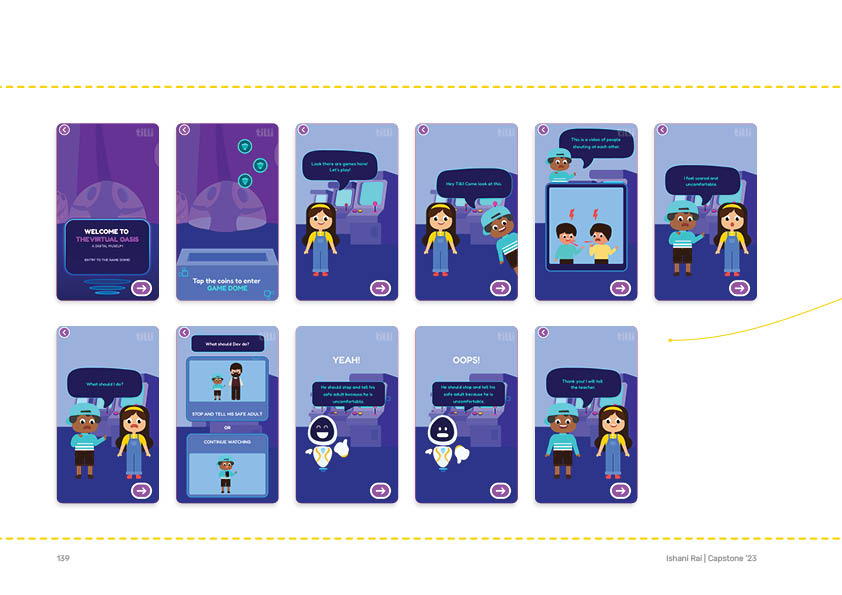 tilli
WELCOME TO
THE VIRTUAL OASIS
A DIGITAL MUSEUM
ENTRY TO THE GAME DOME!
tilli
Tap the coins to enter
GAME DOME
tilli
Look there are games here!
Let's play!
tilli
Hey Tilli! Come look at this.
tilli
This is a video of people
shouting at each other.
tilli
I feel scared and
uncomfortable.
tilli
What should I do?
tilli
What should Dev do?
STOP AND TELL HIS SAFE ADULT
OR
CONTINUE WATCHING
YEAH!
He should stop and tell his
safe adult because he is
uncomfortable.
OOPS!
He should stop and tell his
safe adult because he is
uncomfortable.
tilli
Thank you! I will tell
the teacher.
139
Ishani Rai | Capstone '23